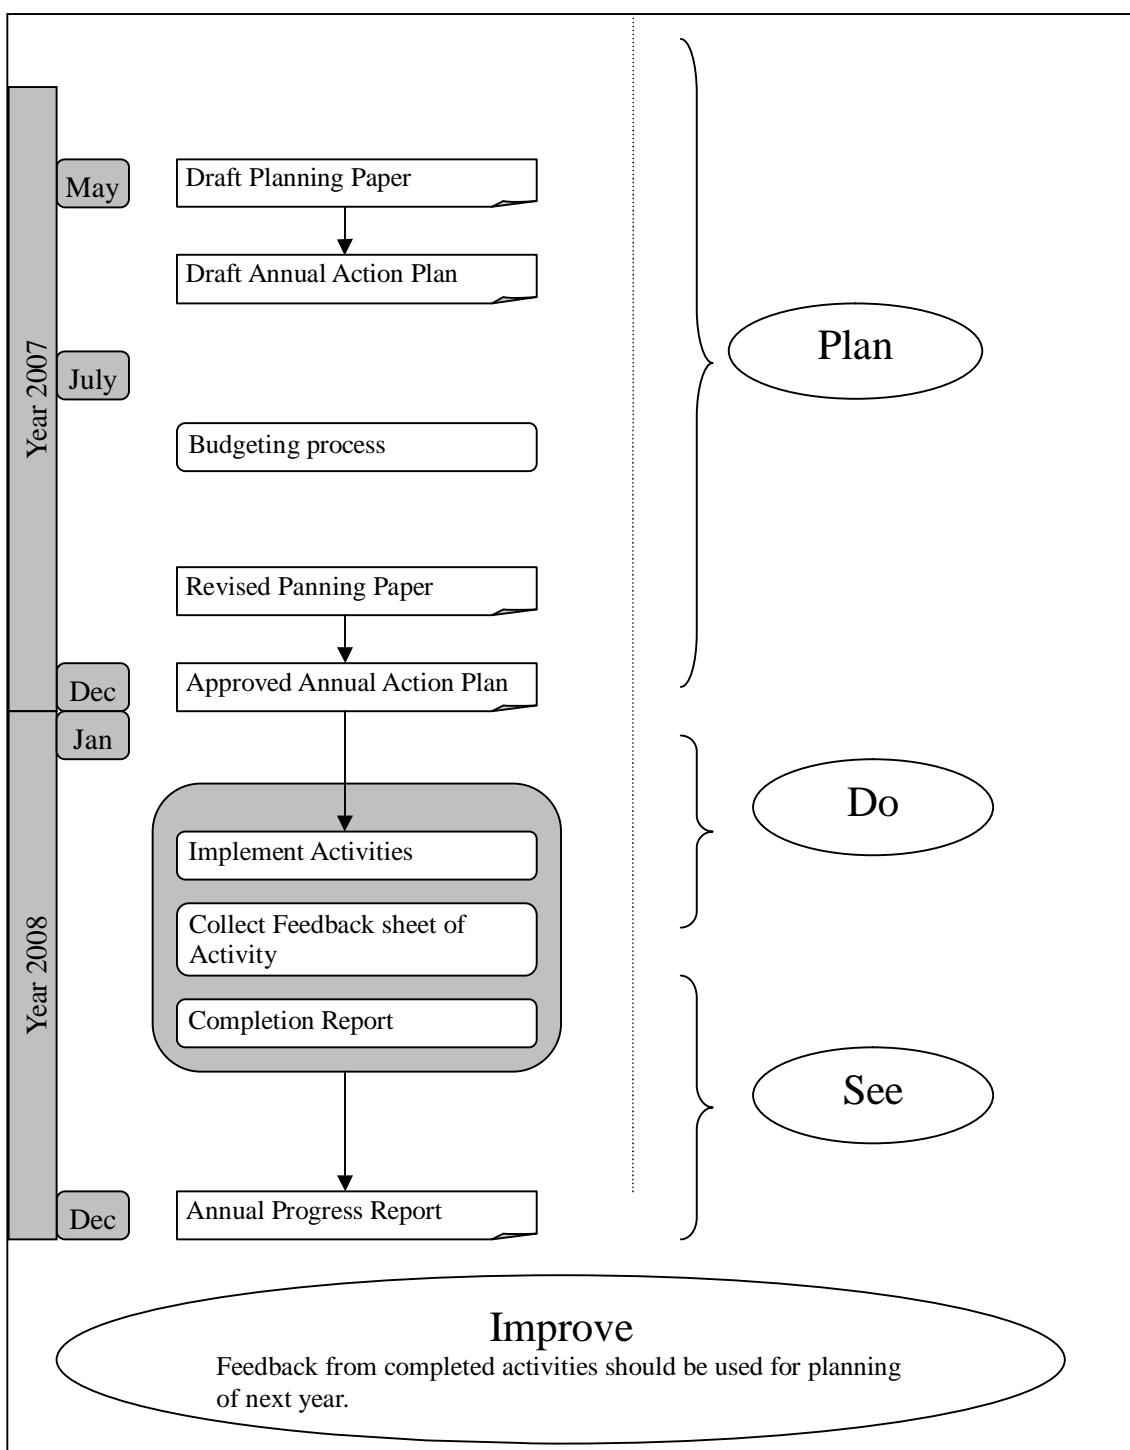 Year 2007
May
Draft Planning Paper
Draft Annual Action Plan
Plan
July
Budgeting process
Revised Panning Paper
Dec
Approved Annual Action Plan
Year 2008
Jan
Do
Implement Activities
Collect Feedback sheet of
Activity
Completion Report
See
Dec
Annual Progress Report
Improve
Feedback from completed activities should be used for planning
of next year.